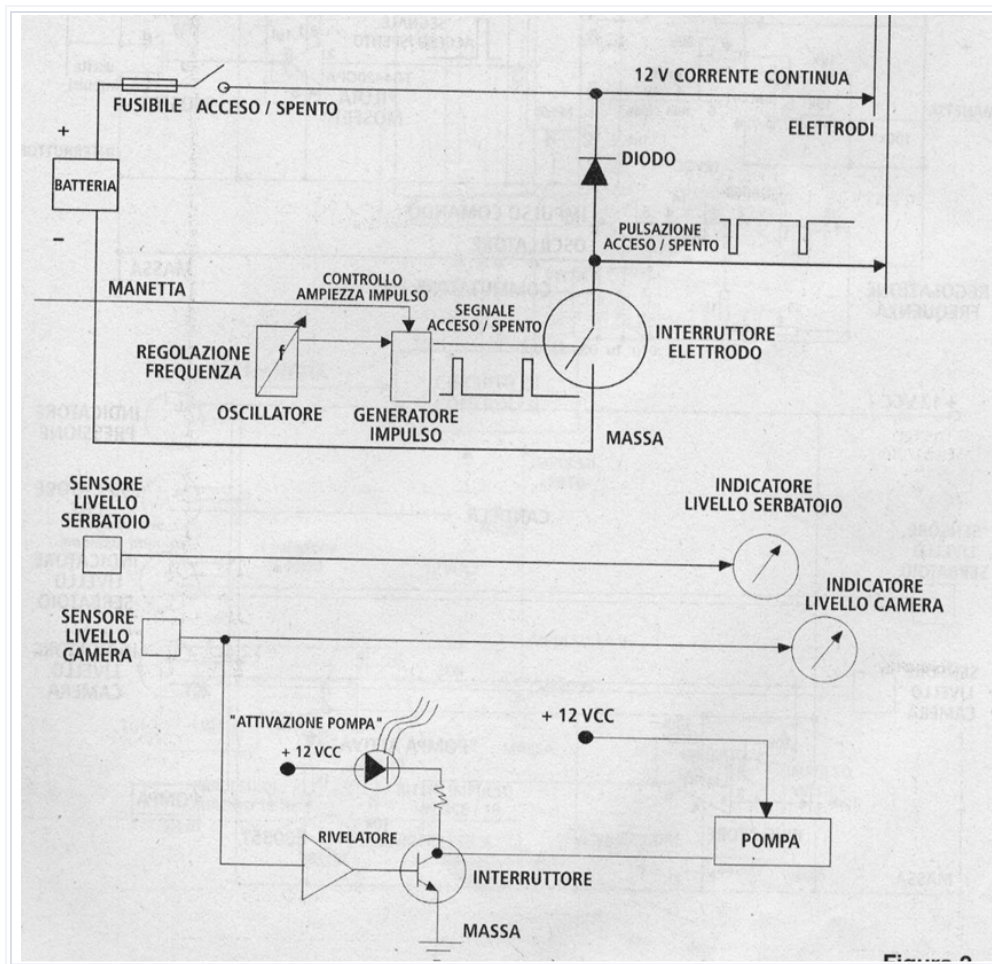 12 V CORRENTE CONTINUA
FUSIBILE ACCESO / SPENTO
ELETTRODI
+
DIODO
BATTERIA
PULSAZIONE
ACCESO / SPENTO
–
CONTROLLO
AMPIEZZA IMPULSO
MANETTA
SEGNALE
ACCESO / SPENTO
INTERRUTTORE
ELETTRODO
REGOLAZIONE
FREQUENZA
f
OSCILLATORE
GENERATORE
IMPULSO
MASSA
SENSORE
LIVELLO
SERBATOIO
INDICATORE
LIVELLO SERBATOIO
SENSORE
LIVELLO
CAMERA
INDICATORE
LIVELLO CAMERA
"ATTIVAZIONE POMPA"
+ 12 VCC
+ 12 VCC
RIVELATORE
POMPA
INTERRUTTORE
MASSA